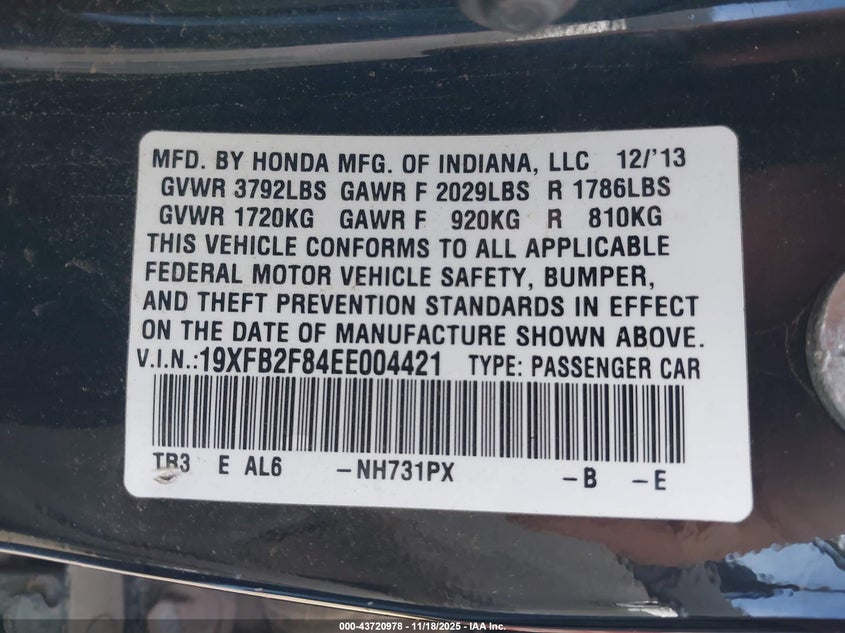 MFD. BY HONDA MFG. OF INDIANA, LLC 12/'13
GVWR 3792LBS GAWR F 2029LBS R 1786LBS
GVWR 1720KG GAWR F 920KG R 810KG
THIS VEHICLE CONFORMS TO ALL APPLICABLE
FEDERAL MOTOR VEHICLE SAFETY, BUMPER,
AND THEFT PREVENTION STANDARDS IN EFFECT
ON THE DATE OF MANUFACTURE SHOWN ABOVE.
V.I.N.:19XFB2F84EE004421 TYPE: PASSENGER CAR
TR3 E AL6 -NH731PX -B -E
000-43720978 - 11/18/2025 - IAA Inc.